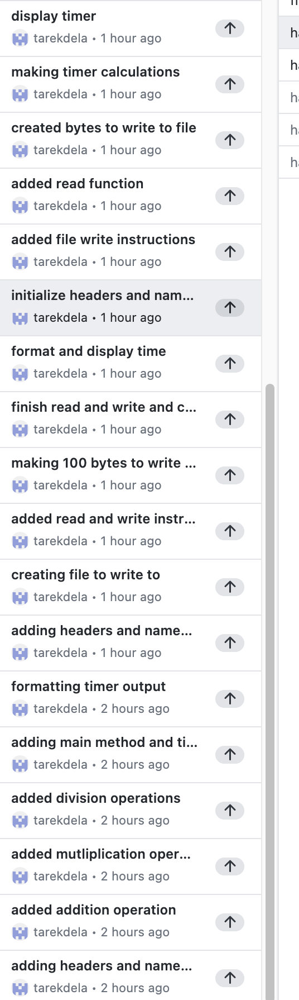 display timer
tarekdela • 1 hour ago
making timer calculations
tarekdela • 1 hour ago
created bytes to write to file
tarekdela • 1 hour ago
added read function
tarekdela • 1 hour ago
added file write instructions
tarekdela • 1 hour ago
initialize headers and nam...
tarekdela • 1 hour ago
format and display time
tarekdela • 1 hour ago
finish read and write and c...
tarekdela • 1 hour ago
making 100 bytes to write ...
tarekdela • 1 hour ago
added read and write instr...
tarekdela • 1 hour ago
creating file to write to
tarekdela • 1 hour ago
adding headers and name...
tarekdela • 1 hour ago
formatting timer output
tarekdela • 2 hours ago
adding main method and ti...
tarekdela • 2 hours ago
added division operations
tarekdela • 2 hours ago
added mutliplication oper...
tarekdela • 2 hours ago
added addition operation
tarekdela • 2 hours ago
adding headers and name...
tarekdela • 2 hours ago